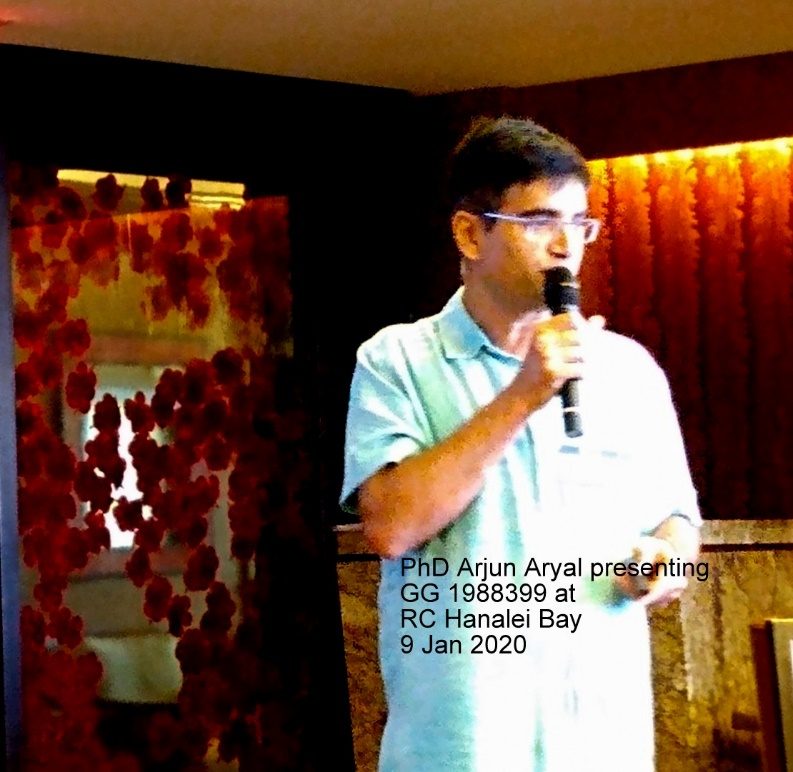 PhD Arjun Aryal presenting
GG 1988399 at
RC Hanalei Bay
9 Jan 2020